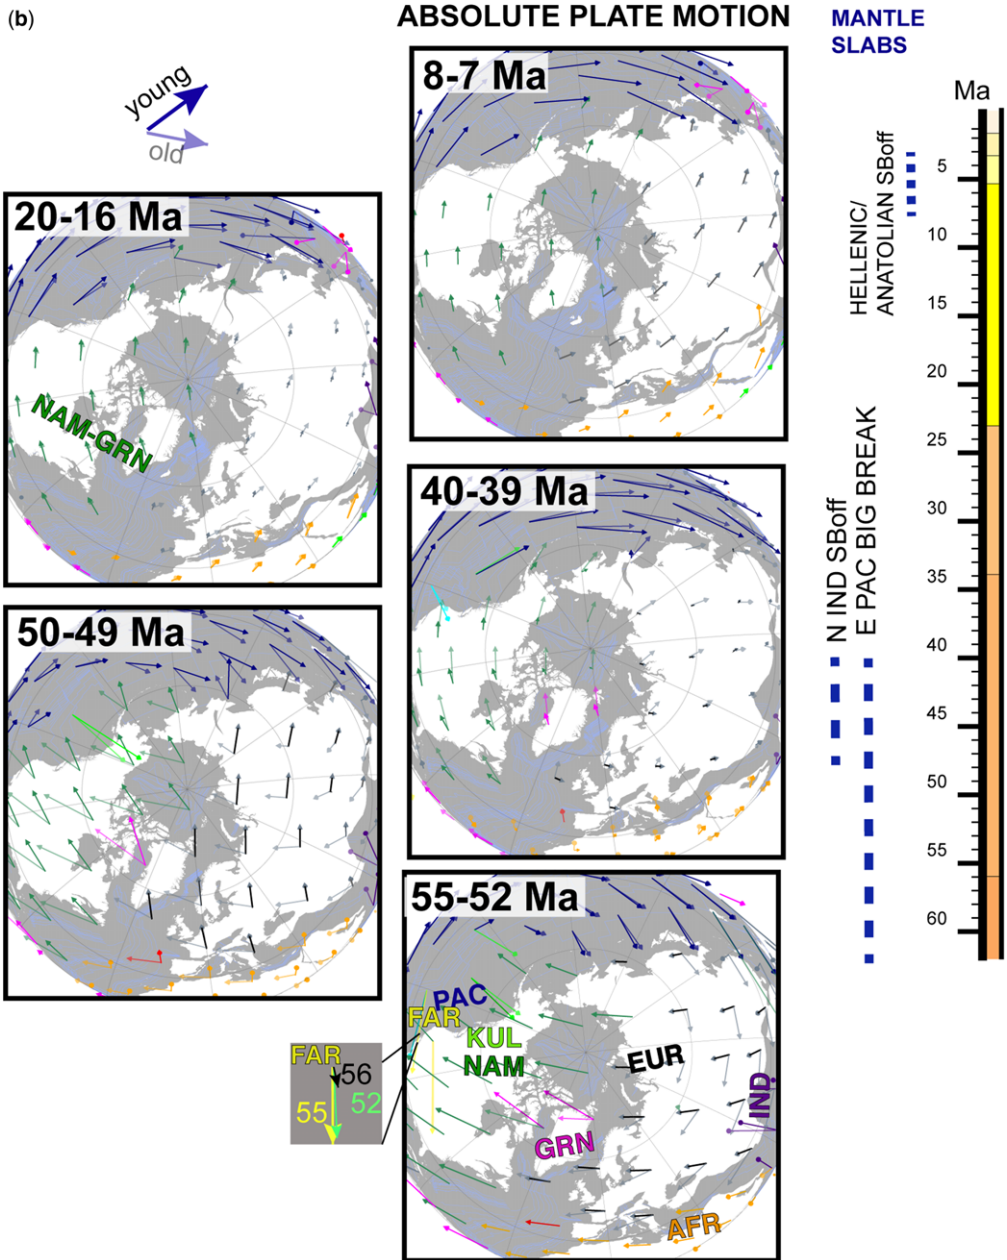 (b)
ABSOLUTE PLATE MOTION
MANTLE
SLABS
young
old
8-7 Ma
20-16 Ma
NAM-GRN
40-39 Ma
50-49 Ma
55-52 Ma
PAC
FAR
KUL
NAM
EUR
GRN
IND
AFR
FAR
56
55
52
HELLENIC/
ANATOLIAN SBoff
N IND SBoff
E PAC BIG BREAK
Ma
5
10
15
20
25
30
35
40
45
50
55
60